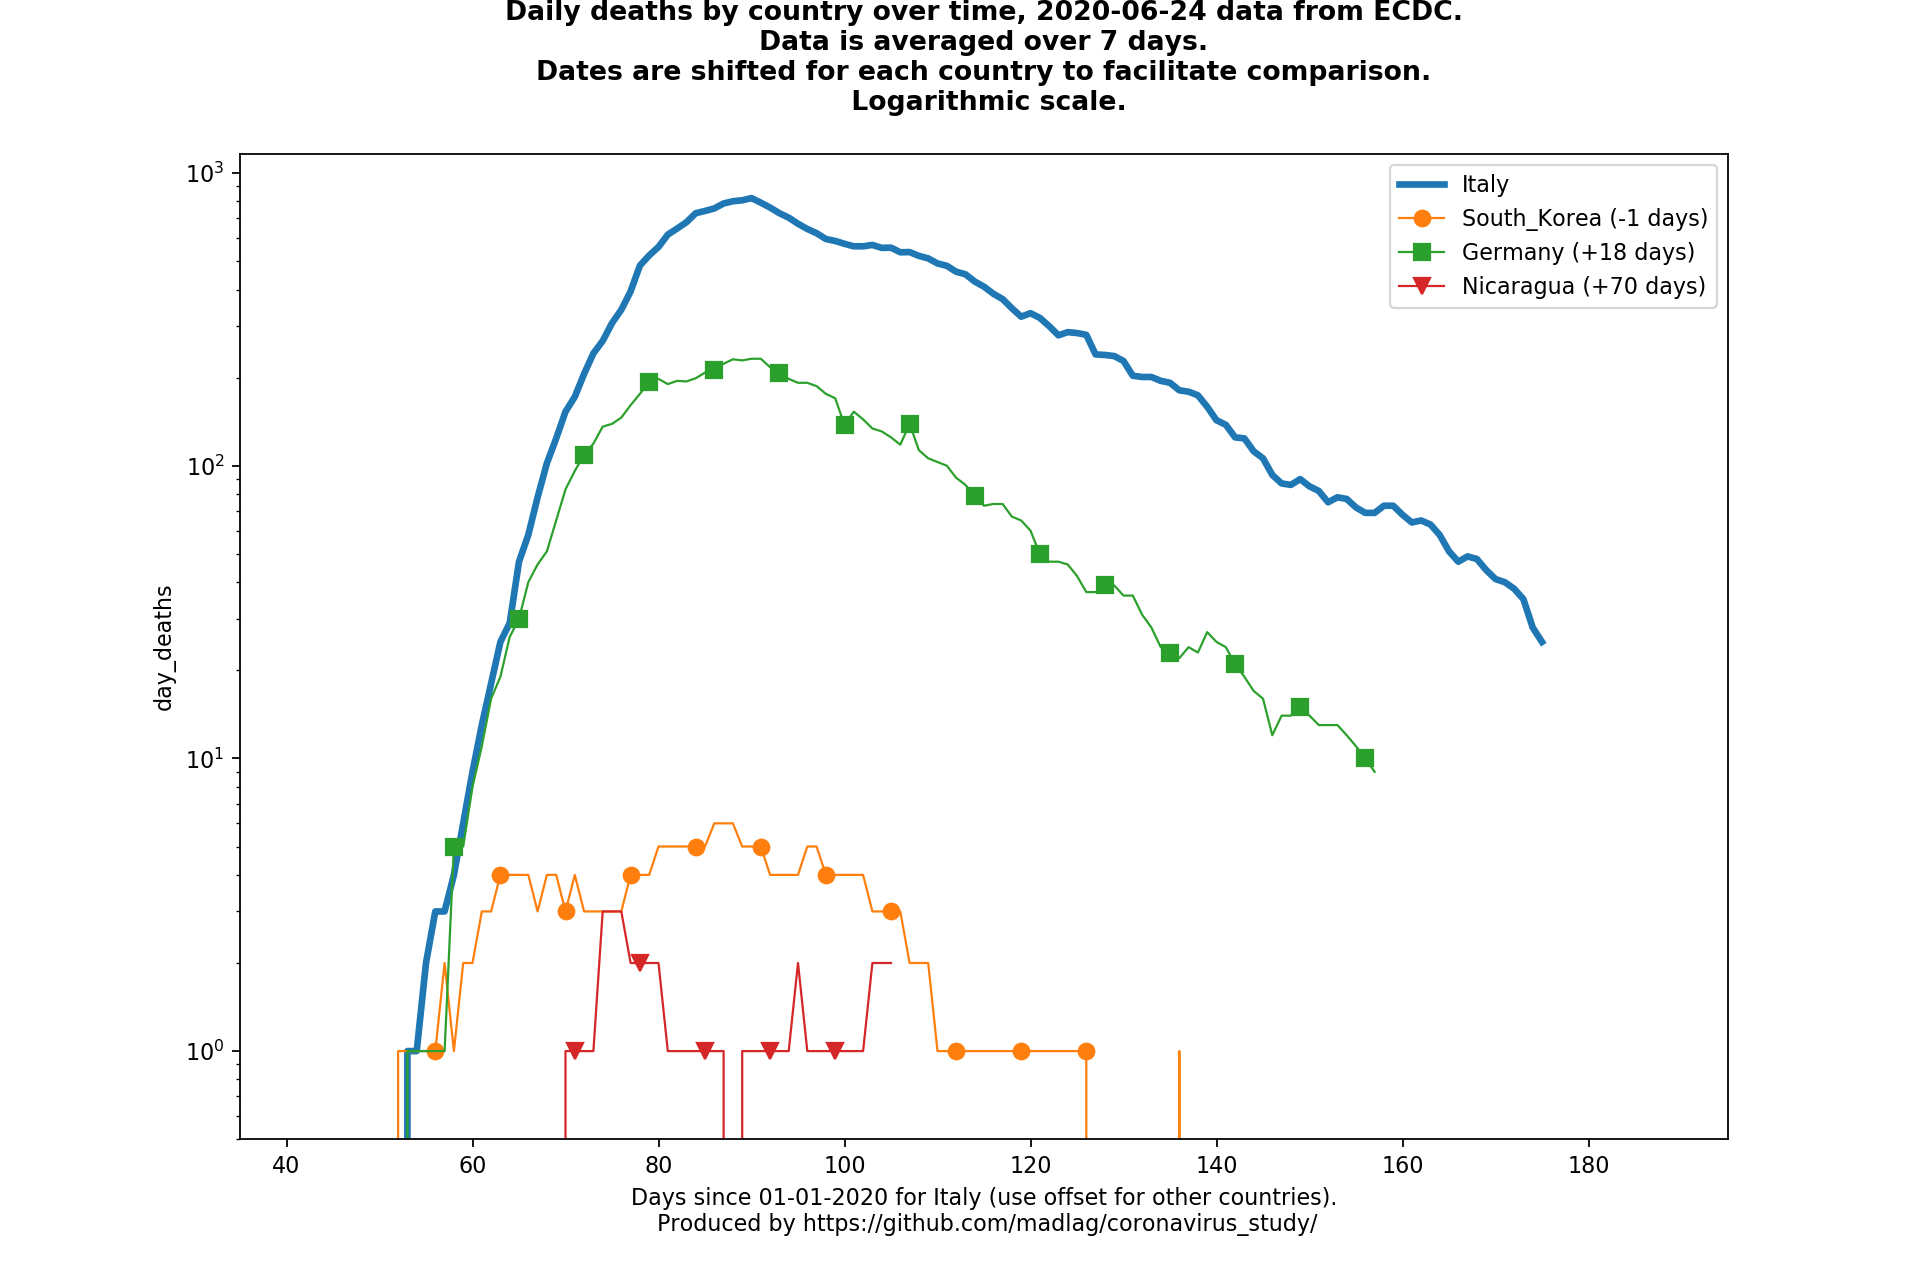 Daily deaths by country over time, 2020-06-24 data from ECDC.
Data is averaged over 7 days.
Dates are shifted for each country to facilitate comparison.
Logarithmic scale.
10³
10²
10¹
10⁰
day_deaths
Italy
South_Korea (-1 days)
Germany (+18 days)
Nicaragua (+70 days)
40 60 80 100 120 140 160 180
Days since 01-01-2020 for Italy (use offset for other countries).
Produced by https://github.com/madlag/coronavirus_study/